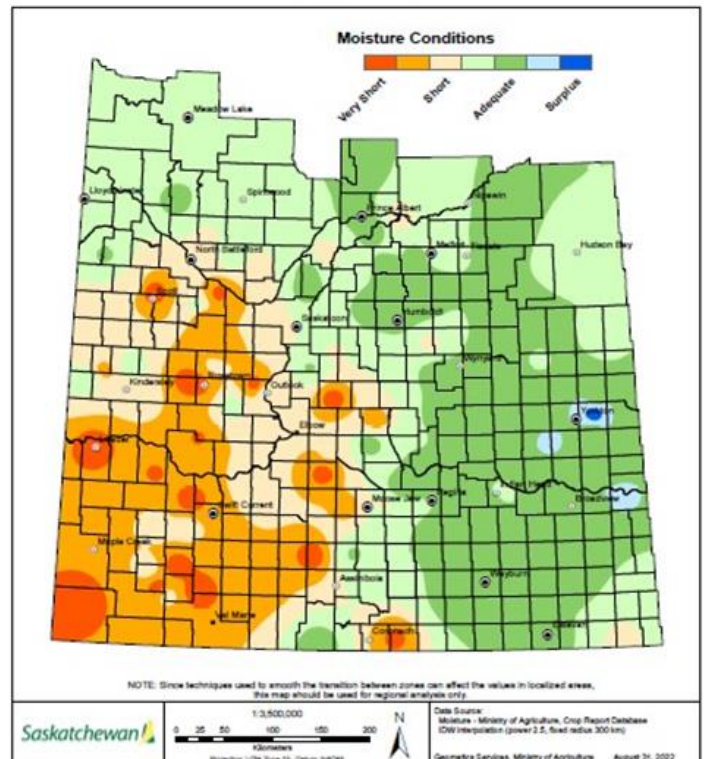 Moisture Conditions
Very Short
Short
Adequate
Surplus
Meadow Lake
Spiritwood
Prince Albert
Nipawin
North Battleford
Melfort
Hudson Bay
Saskatoon
Humboldt
Wynyard
Kindersley
Outlook
Elbow
Yorkton
Moose Jaw
Regina
Indian Head
Broadview
Swift Current
Maple Creek
Assiniboia
Weyburn
Val Marie
Coronach
Estevan
NOTE: Since techniques used to smooth the transition between zones can affect the values in localized areas,
this map should be used for regional analysis only.
Saskatchewan
1:3,500,000
0 25 50 100 150 200
Kilometers
N
Data Source:
Moisture - Ministry of Agriculture, Crop Report Database
IDW Interpolation (power 2.5, fixed radius 300 km)
Geomatics Services, Ministry of Agriculture August 31, 2022